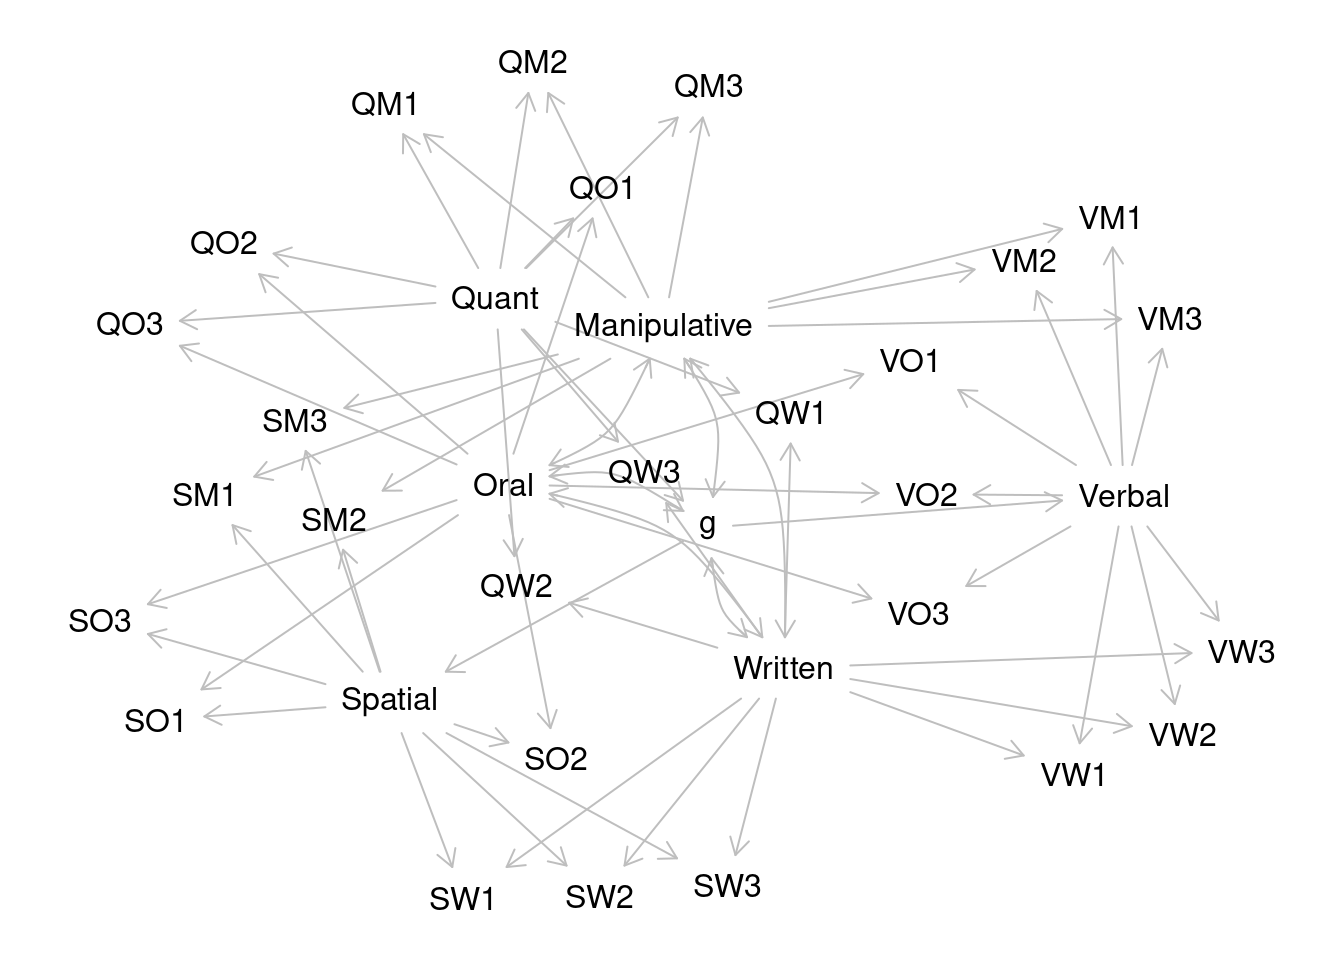 QM2
QM3
QM1
QO1
VM1
QO2
VM2
Quant
QO3
Manipulative
VM3
VO1
SM3
QW1
QW3
Oral
SM1
VO2
Verbal
SM2
g
QW2
SO3
VO3
VW3
Written
Spatial
SO1
VW2
SO2
VW1
SW3
SW1
SW2